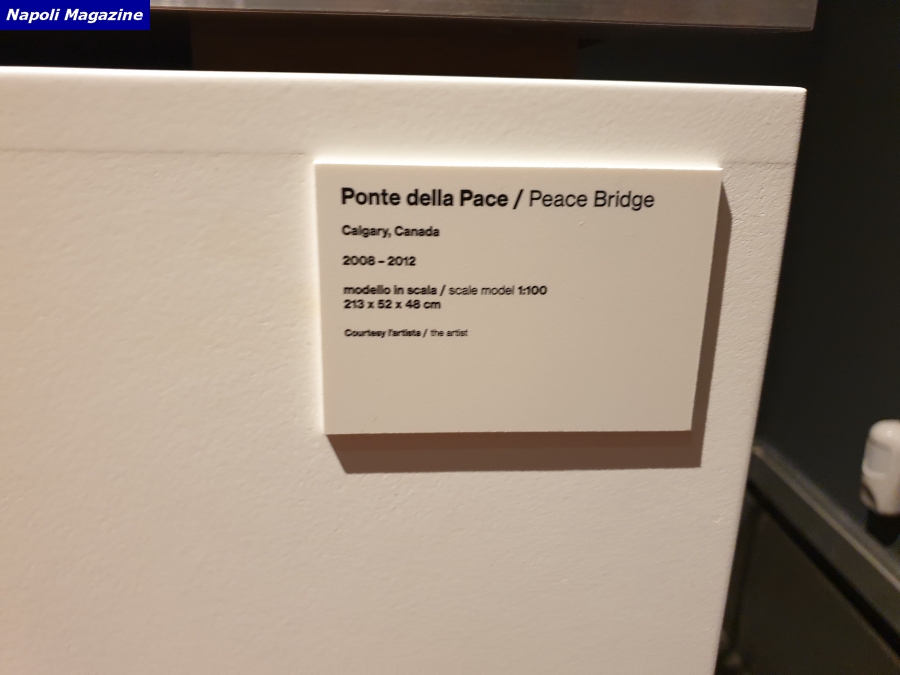 Napoli Magazine
Ponte della Pace / Peace Bridge
Calgary, Canada
2008 – 2012
modello in scala / scale model 1:100
213 x 52 x 48 cm
Courtesy l'artista / the artist